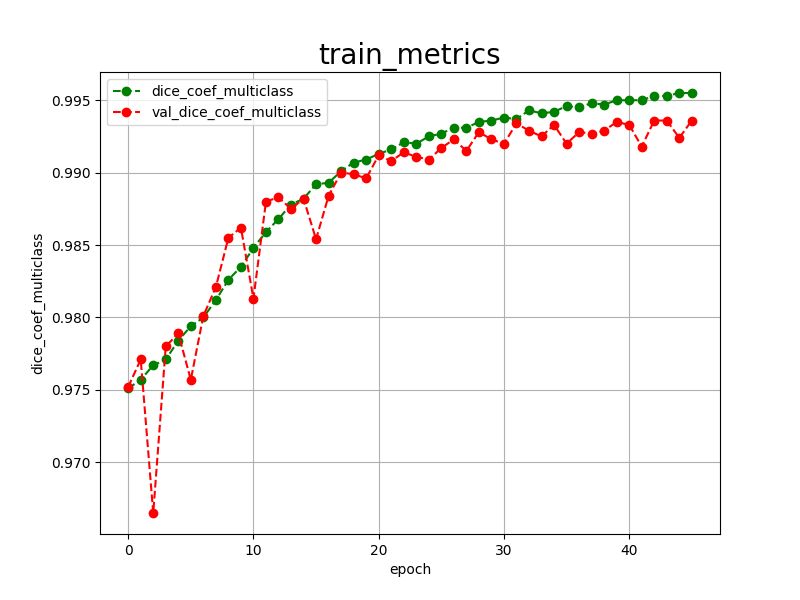 train_metrics
dice_coef_multiclass
val_dice_coef_multiclass
0.995
0.990
0.985
0.980
0.975
0.970
dice_coef_multiclass
0 10 20 30 40
epoch